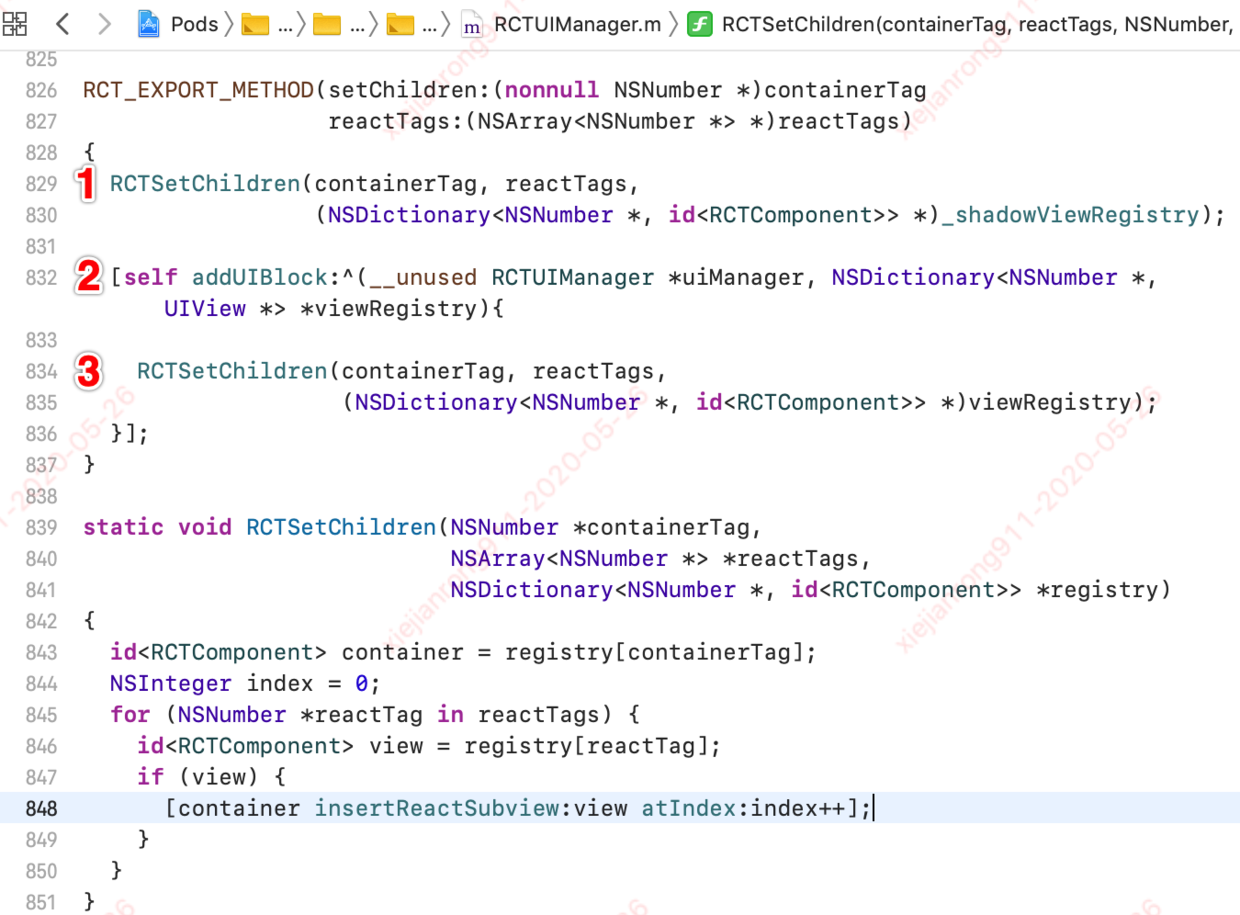 Pods 〉 ... 〉 ... 〉 ... 〉 m RCTUIManager.m 〉 f RCTSetChildren(containerTag, reactTags, NSNumber,
825
826 RCT_EXPORT_METHOD(setChildren:(nonnull NSNumber *)containerTag
827 reactTags:(NSArray<NSNumber *> *)reactTags)
828 {
829 1 RCTSetChildren(containerTag, reactTags,
830 (NSDictionary<NSNumber *, id<RCTComponent>> *)_shadowViewRegistry);
831
832 2 [self addUIBlock:^(__unused RCTUIManager *uiManager, NSDictionary<NSNumber *,
UIView *> *viewRegistry){
833
834 3 RCTSetChildren(containerTag, reactTags,
835 (NSDictionary<NSNumber *, id<RCTComponent>> *)viewRegistry);
836 }];
837 }
838
839 static void RCTSetChildren(NSNumber *containerTag,
840 NSArray<NSNumber *> *reactTags,
841 NSDictionary<NSNumber *, id<RCTComponent>> *registry)
842 {
843 id<RCTComponent> container = registry[containerTag];
844 NSInteger index = 0;
845 for (NSNumber *reactTag in reactTags) {
846 id<RCTComponent> view = registry[reactTag];
847 if (view) {
848 [container insertReactSubview:view atIndex:index++];
849 }
850 }
851 }
xiejianrong911-2020-05-26